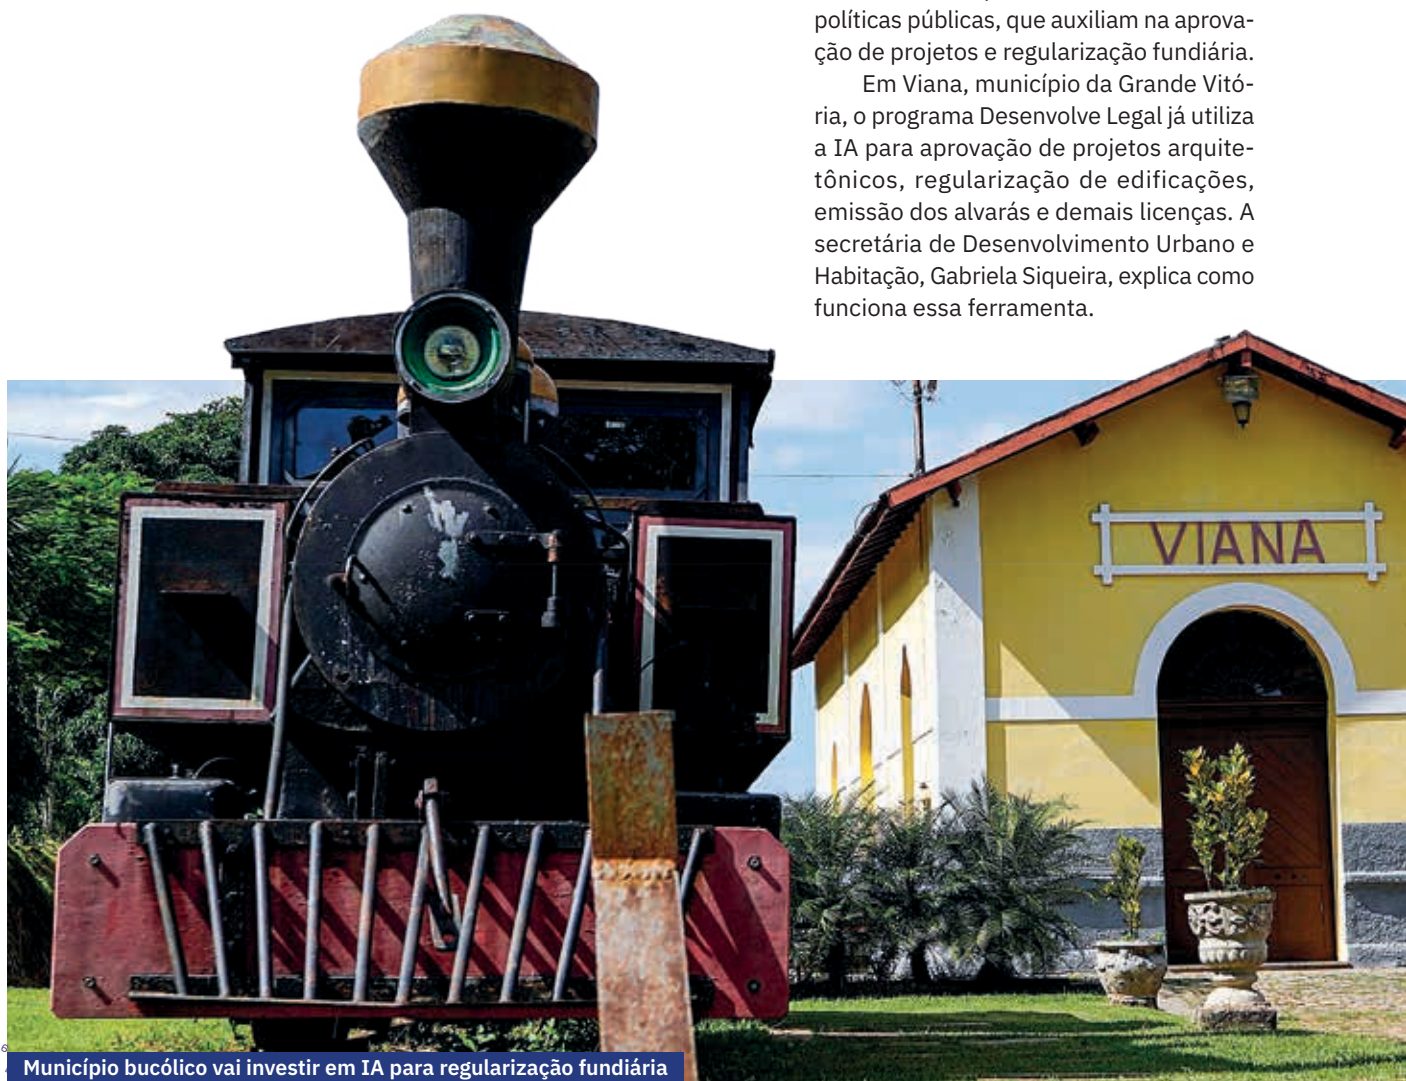 políticas públicas, que auxiliam na aprova-
ção de projetos e regularização fundiária.
Em Viana, município da Grande Vitó-
ria, o programa Desenvolve Legal já utiliza
a IA para aprovação de projetos arquite-
tônicos, regularização de edificações,
emissão dos alvarás e demais licenças. A
secretária de Desenvolvimento Urbano e
Habitação, Gabriela Siqueira, explica como
funciona essa ferramenta.
VIANA
Município bucólico vai investir em IA para regularização fundiária